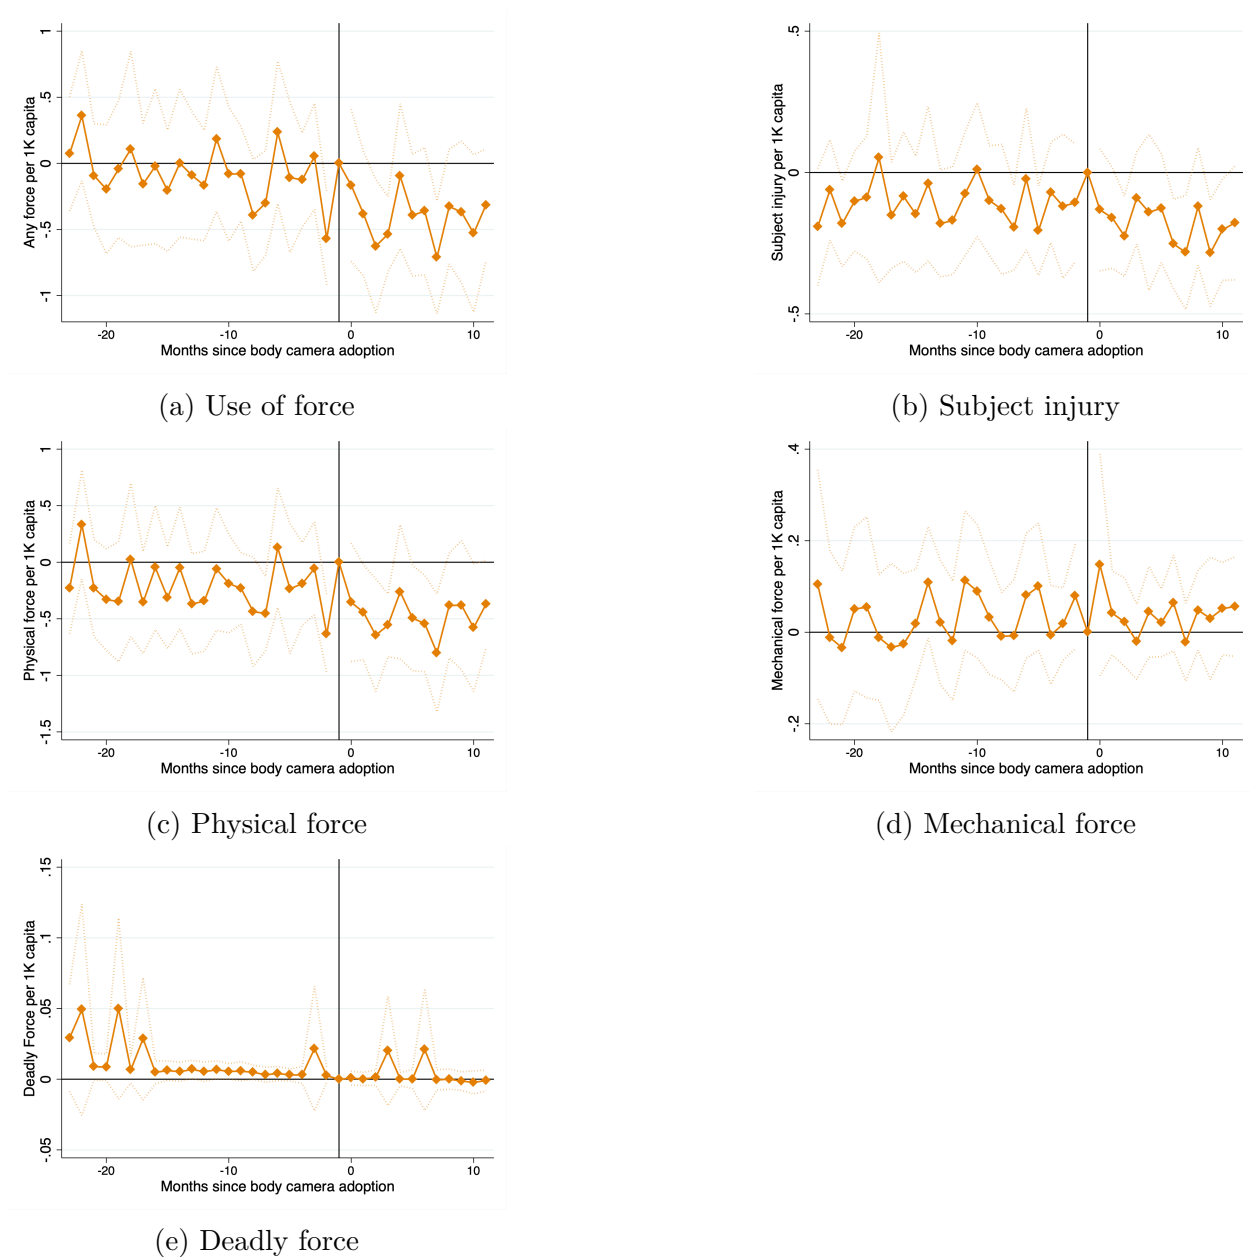 Any force per 1K capita
1
.5
0
-.5
-1
-20
-10
0
10
Months since body camera adoption
(a) Use of force
Subject injury per 1K capita
.5
0
-.5
-20
-10
0
10
Months since body camera adoption
(b) Subject injury
Physical force per 1K capita
1
.5
0
-.5
-1
-1.5
-20
-10
0
10
Months since body camera adoption
(c) Physical force
Mechanical force per 1K capita
.4
.2
0
-.2
-20
-10
0
10
Months since body camera adoption
(d) Mechanical force
Deadly Force per 1K capita
.15
.1
.05
0
-.05
-20
-10
0
10
Months since body camera adoption
(e) Deadly force